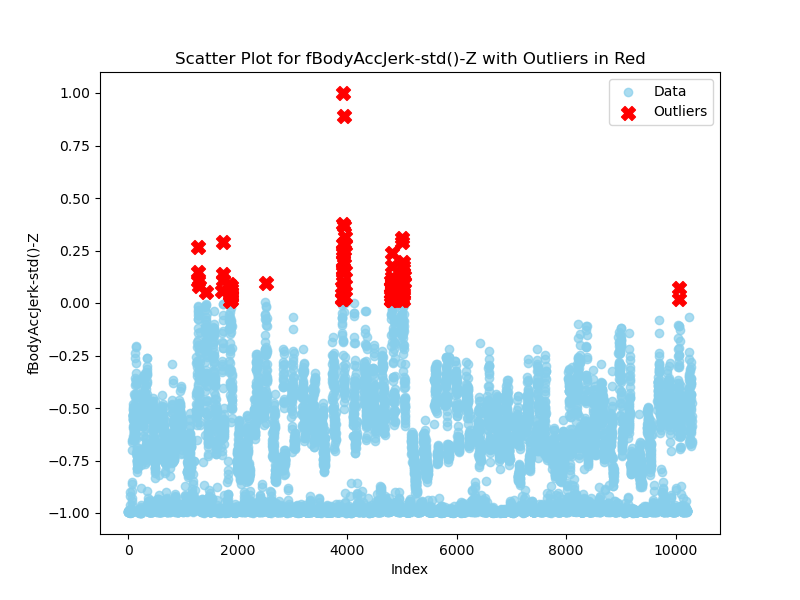 Scatter Plot for fBodyAccJerk-std()-Z with Outliers in Red
Data
Outliers
1.00
0.75
0.50
0.25
0.00
−0.25
−0.50
−0.75
−1.00
fBodyAccJerk-std()-Z
0 2000 4000 6000 8000 10000
Index